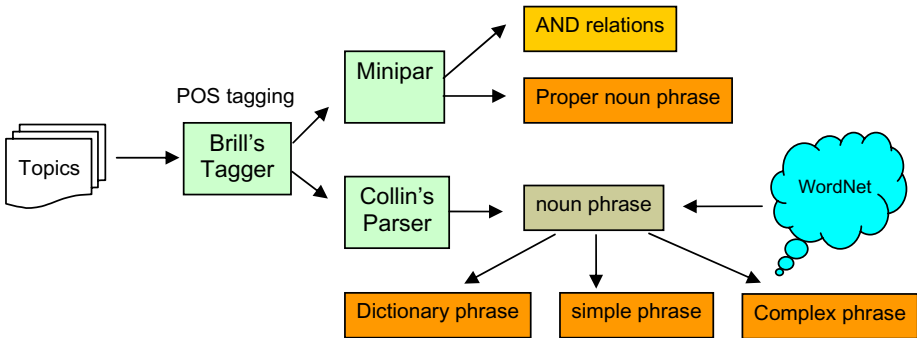 AND relations
Minipar
Proper noun phrase
POS tagging
Topics
Brill's
Tagger
WordNet
Collin's
Parser
noun phrase
Dictionary phrase
simple phrase
Complex phrase